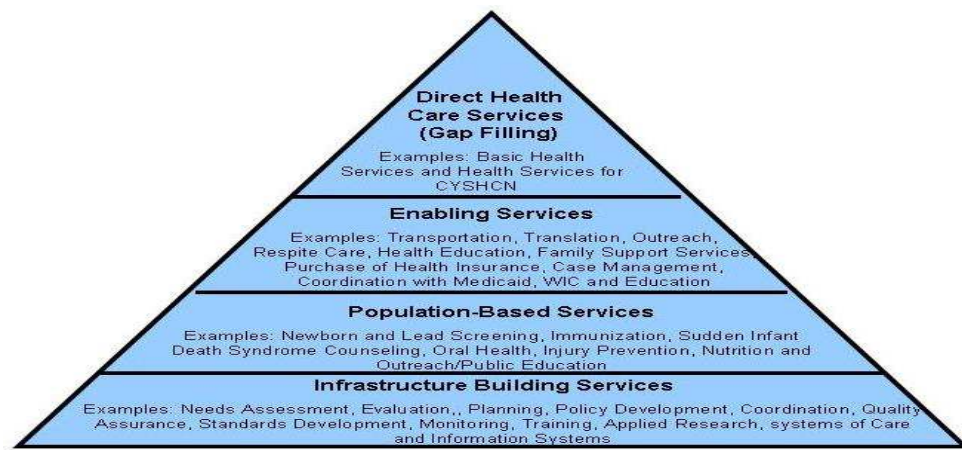 Direct Health
Care Services
(Gap Filling)
Examples: Basic Health
Services and Health Services for
CYSHCN
Enabling Services
Examples: Transportation, Translation, Outreach,
Respite Care, Health Education, Family Support Services,
Purchase of Health Insurance, Case Management,
Coordination with Medicaid, WIC and Education
Population-Based Services
Examples: Newborn and Lead Screening, Immunization, Sudden Infant
Death Syndrome Counseling, Oral Health, Injury Prevention, Nutrition and
Outreach/Public Education
Infrastructure Building Services
Examples: Needs Assessment, Evaluation,, Planning, Policy Development, Coordination, Quality
Assurance, Standards Development, Monitoring, Training, Applied Research, systems of Care
and Information Systems